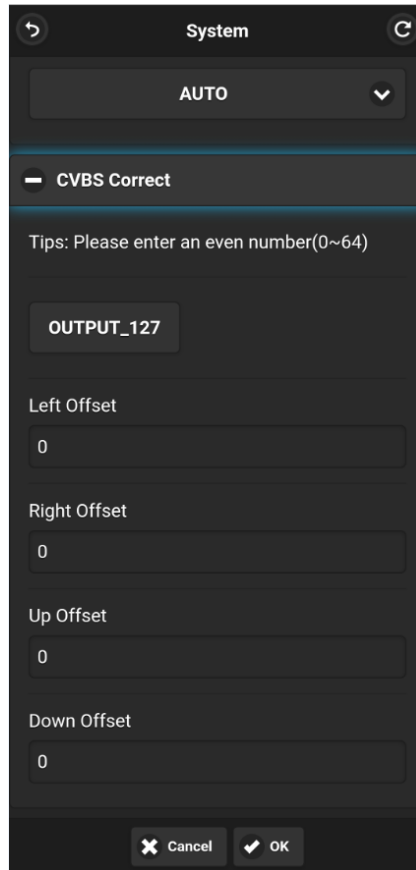 System
AUTO
CVBS Correct
Tips: Please enter an even number(0~64)
OUTPUT_127
Left Offset
0
Right Offset
0
Up Offset
0
Down Offset
0
Cancel
OK